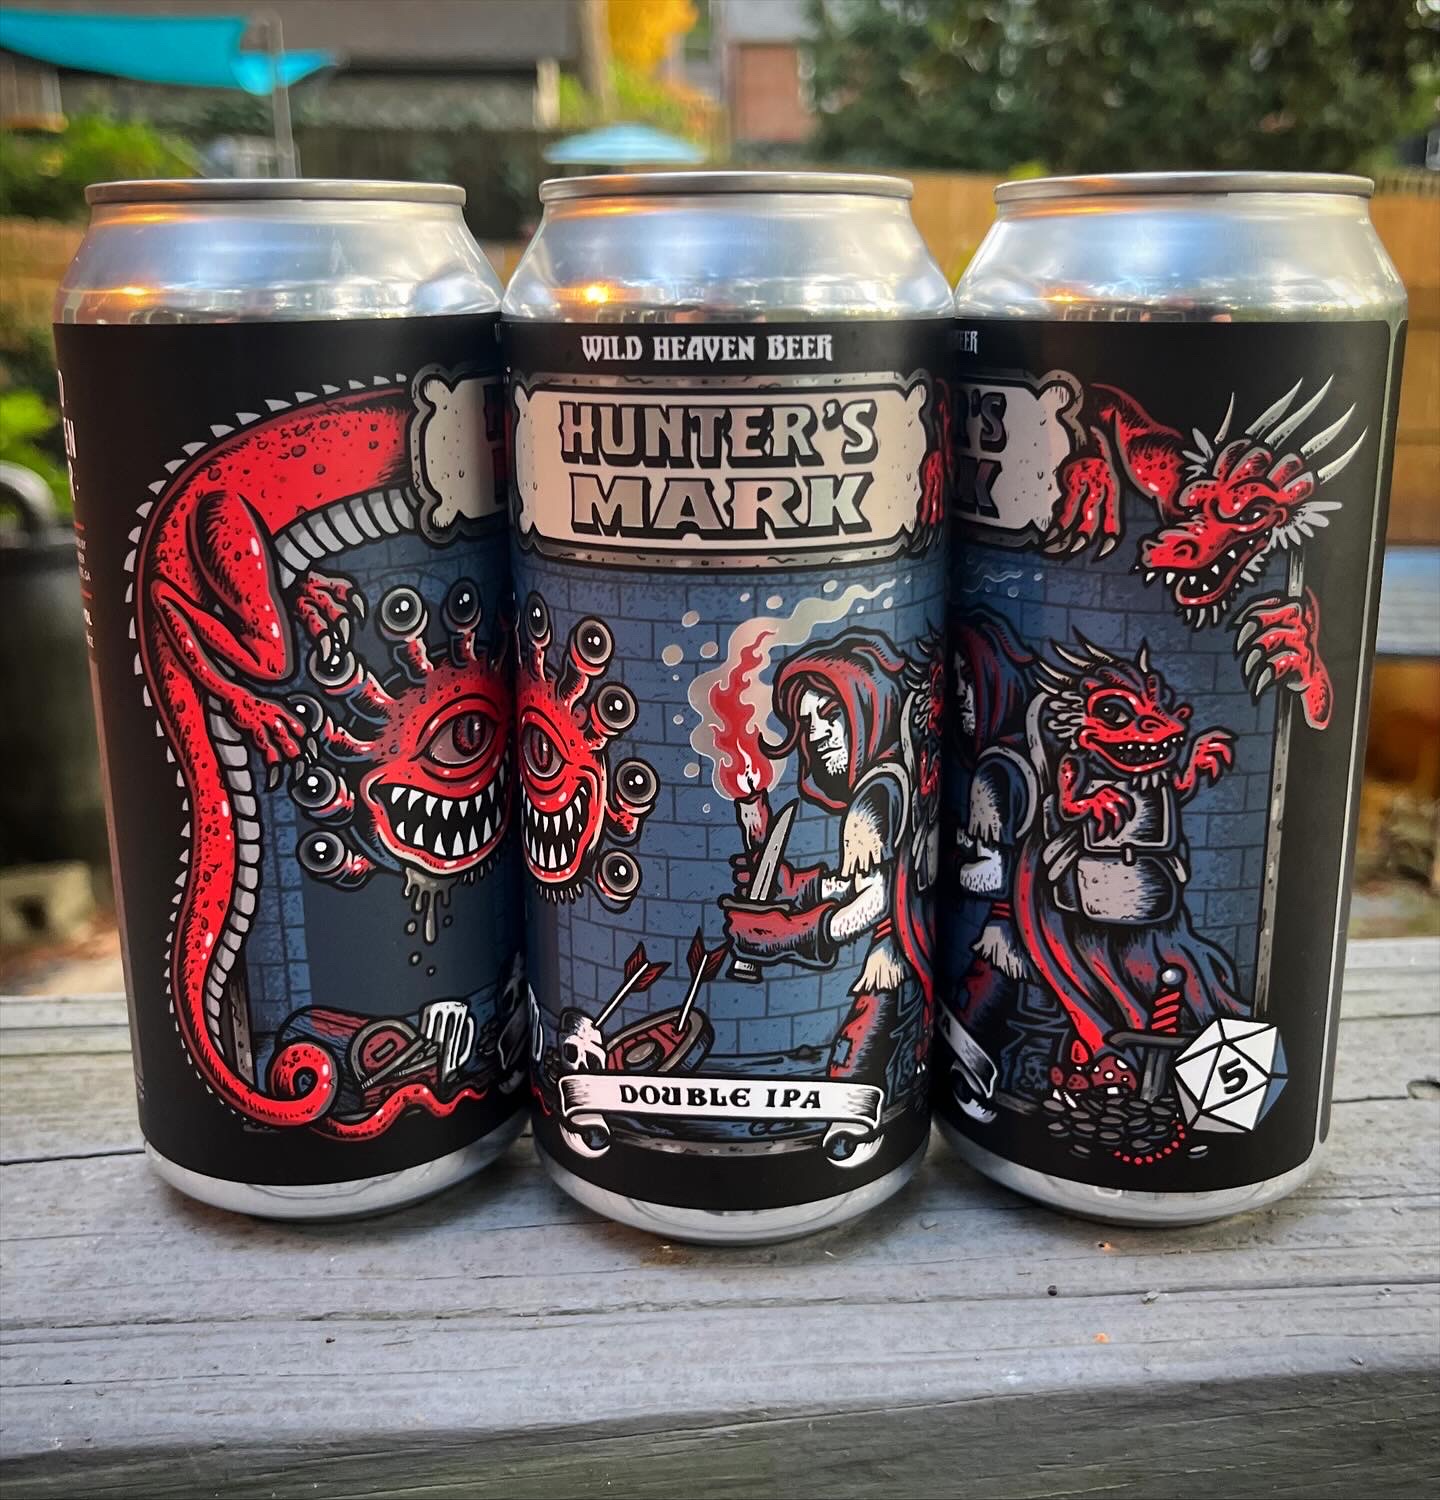 WILD HEAVEN BEER
HUNTER'S
MARK
DOUBLE IPA
5